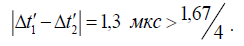 |Δt′₁ − Δt′₂| = 1,3 мкс > 1,67/4 .